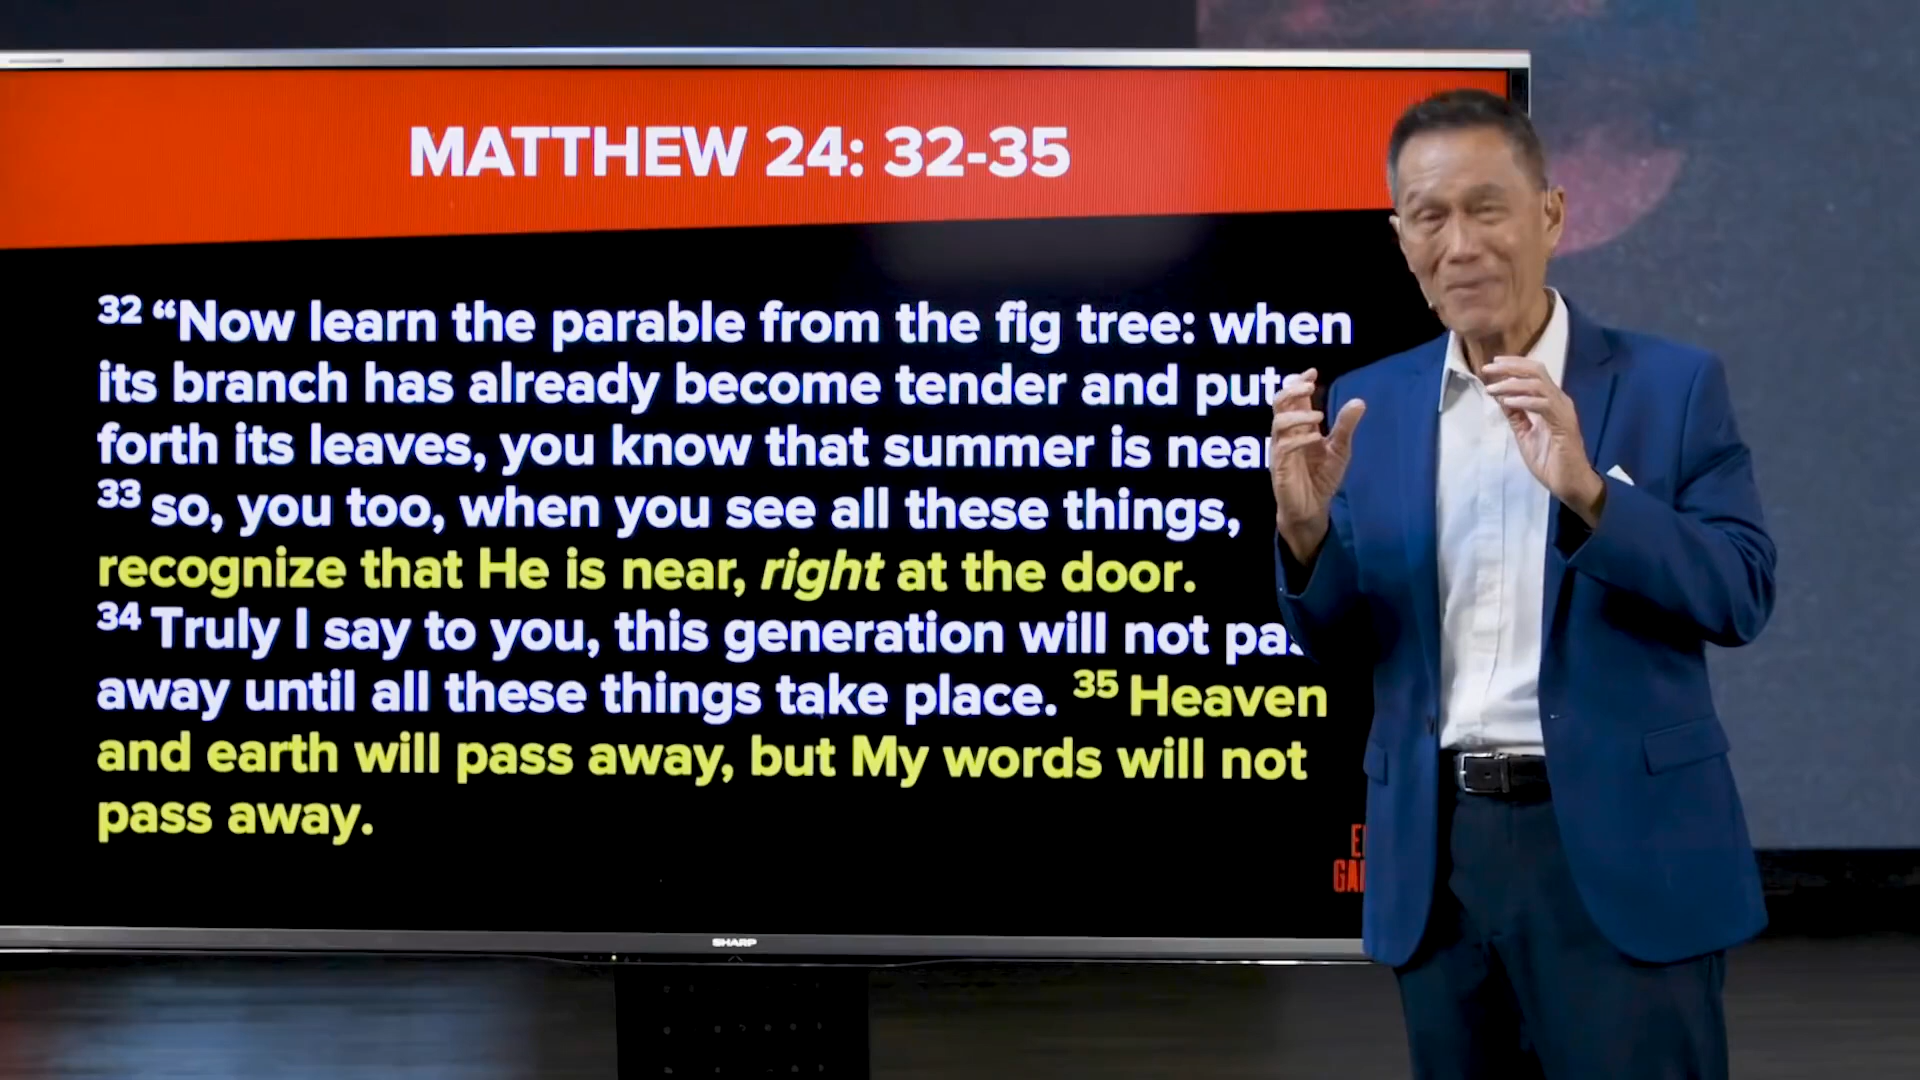 MATTHEW 24: 32-35
32 “Now learn the parable from the fig tree: when
its branch has already become tender and puts
forth its leaves, you know that summer is near
33 so, you too, when you see all these things,
recognize that He is near, right at the door.
34 Truly I say to you, this generation will not
away until all these things take place. 35 Heaven
and earth will pass away, but My words will not
pass away.
SHARP